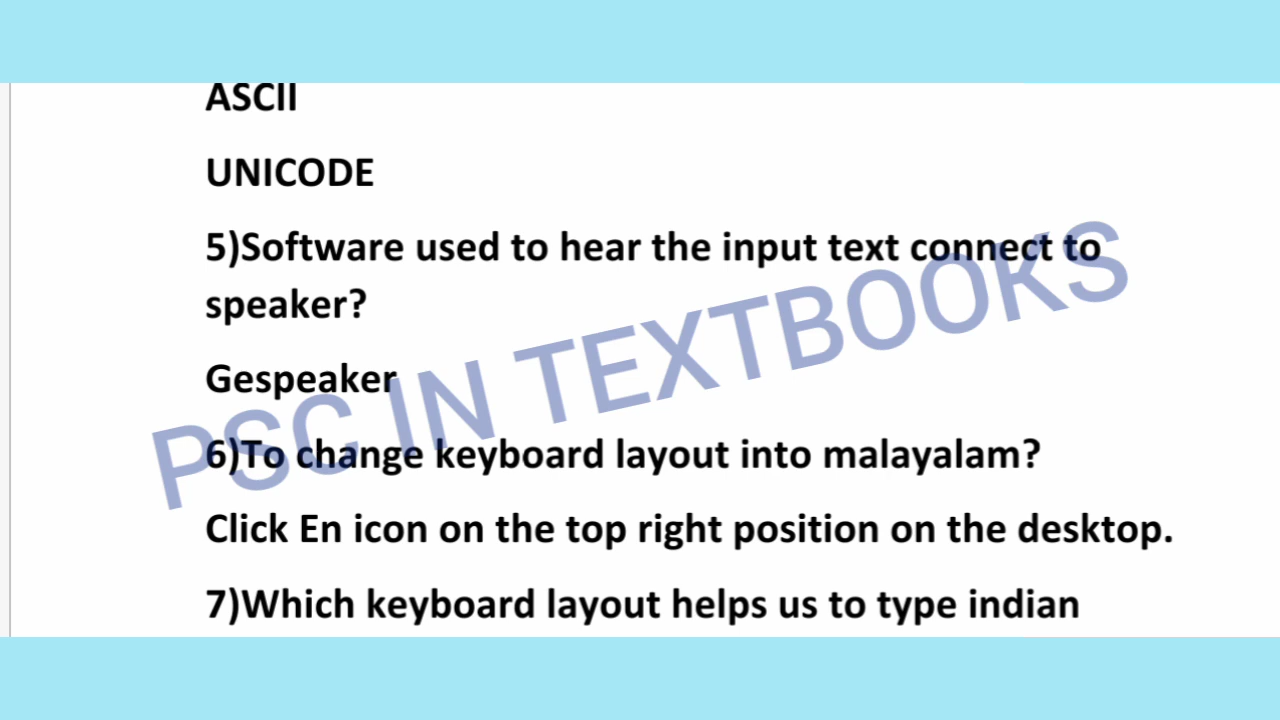 ASCII
UNICODE
5)Software used to hear the input text connect to
speaker?
Gespeaker
6)To change keyboard layout into malayalam?
Click En icon on the top right position on the desktop.
7)Which keyboard layout helps us to type indian
PSC IN TEXTBOOKS